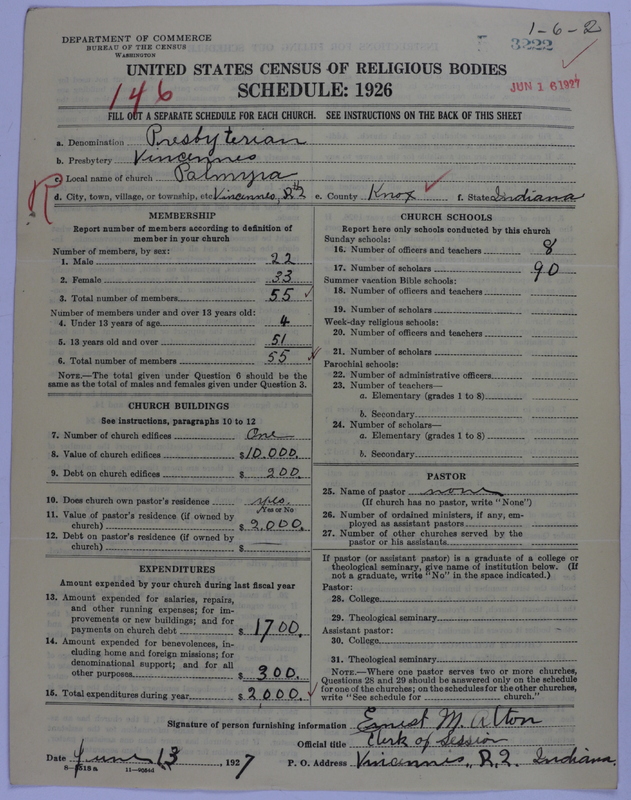 1-6-2
DEPARTMENT OF COMMERCE
BUREAU OF THE CENSUS
WASHINGTON
3222
UNITED STATES CENSUS OF RELIGIOUS BODIES
SCHEDULE: 1926
JUN 16 1927
146
FILL OUT A SEPARATE SCHEDULE FOR EACH CHURCH. SEE INSTRUCTIONS ON THE BACK OF THIS SHEET
a. Denomination Presbyterian
b. Presbytery Vincennes
c. Local name of church Palmyra
R
d. City, town, village, or township, etc Vincennes, R 2 e. County Knox f. State Indiana
MEMBERSHIP
Report number of members according to definition of
member in your church
Number of members, by sex:
1. Male 22
2. Female 33
3. Total number of members 55
Number of members under and over 13 years old:
4. Under 13 years of age 4
5. 13 years old and over 51
6. Total number of members 55
NOTE.—The total given under Question 6 should be the
same as the total of males and females given under Question 3.
CHURCH BUILDINGS
See instructions, paragraphs 10 to 12
7. Number of church edifices One
8. Value of church edifices $10.000.
9. Debt on church edifices $ 200.
10. Does church own pastor's residence yes.
Yes or No
11. Value of pastor's residence (if owned by
church) $ 2.000.
12. Debt on pastor's residence (if owned by
church) $
EXPENDITURES
Amount expended by your church during last fiscal year
13. Amount expended for salaries, repairs,
and other running expenses; for im-
provements or new buildings; and for
payments on church debt $ 1700.
14. Amount expended for benevolences, in-
cluding home and foreign missions; for
denominational support; and for all
other purposes $ 300.
15. Total expenditures during year $ 2000.
CHURCH SCHOOLS
Report here only schools conducted by this church
Sunday schools:
16. Number of officers and teachers 8
17. Number of scholars 90
Summer vacation Bible schools:
18. Number of officers and teachers
19. Number of scholars
Week-day religious schools:
20. Number of officers and teachers
21. Number of scholars
Parochial schools:
22. Number of administrative officers
23. Number of teachers—
a. Elementary (grades 1 to 8)
b. Secondary
24. Number of scholars—
a. Elementary (grades 1 to 8)
b. Secondary
PASTOR
25. Name of pastor none
(If church has no pastor, write "None")
26. Number of ordained ministers, if any, em-
ployed as assistant pastors
27. Number of other churches served by the
pastor or his assistants
If pastor (or assistant pastor) is a graduate of a college or
theological seminary, give name of institution below. (If
not a graduate, write "No" in the space indicated.)
Pastor:
28. College
29. Theological seminary
Assistant pastor:
30. College
31. Theological seminary
NOTE.—Where one pastor serves two or more churches,
Questions 28 and 29 should be answered only on the schedule
for one of the churches; on the schedules for the other churches,
write "See schedule for church."
Signature of person furnishing information Ernest M. Alton
Official title Clerk of Session
Date June 13, 1927 P. O. Address Vincennes, R. 2. Indiana.